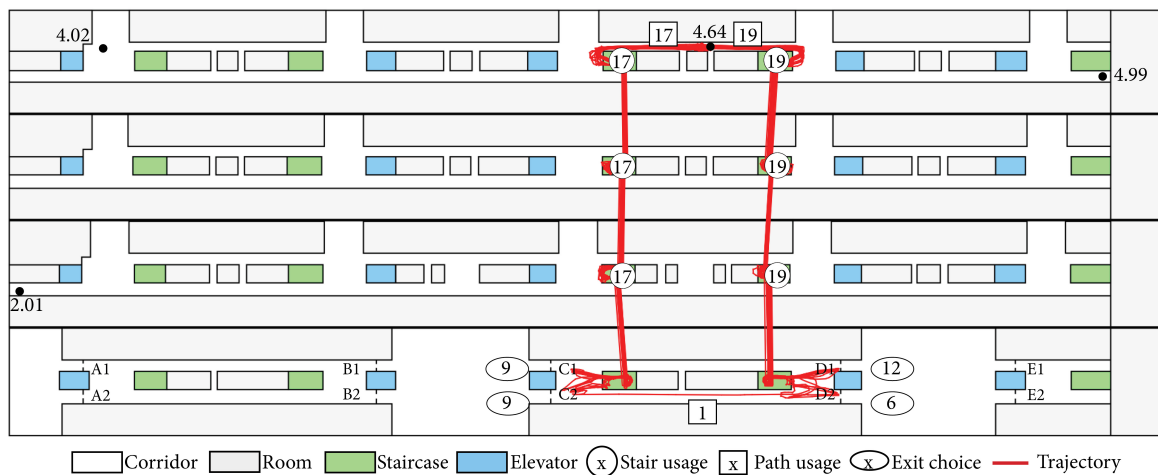 4.02 17 4.64 19
17 19
4.99
17 19
17 19
2.01
A1 B1 9 C1 D1 12 E1
A2 B2 9 C2 D2 6 E2
1
Corridor Room Staircase Elevator x Stair usage x Path usage x Exit choice Trajectory